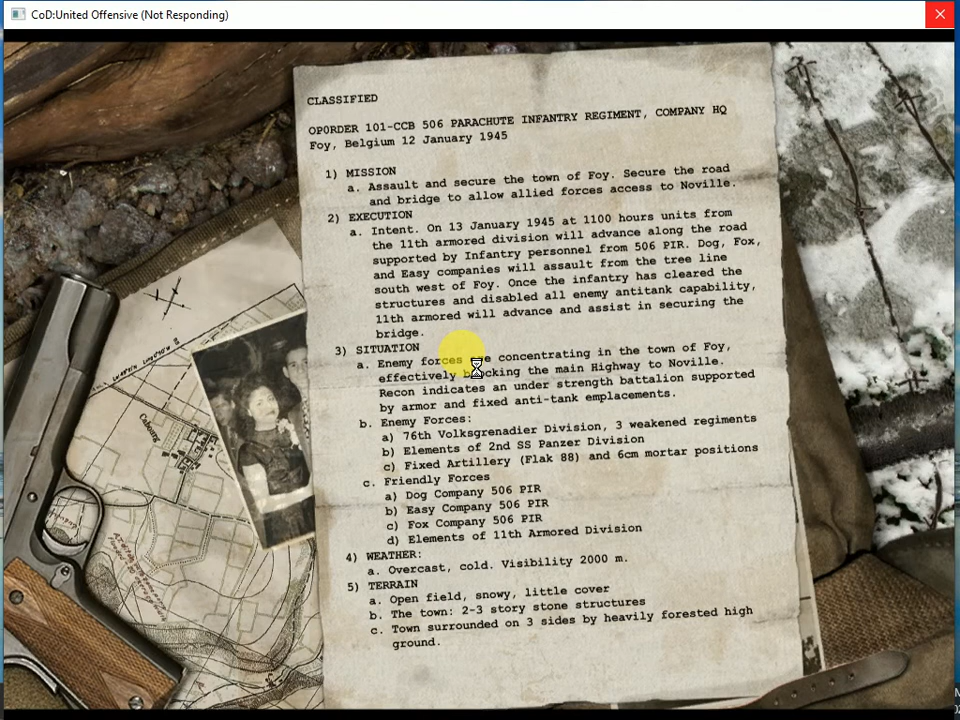 CoD:United Offensive (Not Responding)
CLASSIFIED
OPORDER 101-CCB 506 PARACHUTE INFANTRY REGIMENT, COMPANY HQ
Foy, Belgium 12 January 1945
1) MISSION
a. Assault and secure the town of Foy. Secure the road
and bridge to allow allied forces access to Noville.
2) EXECUTION
a. Intent. On 13 January 1945 at 1100 hours units from
the 11th armored division will advance along the road
supported by Infantry personnel from 506 PIR. Dog, Fox,
and Easy companies will assault from the tree line
south west of Foy. Once the infantry has cleared the
structures and disabled all enemy antitank capability,
11th armored will advance and assist in securing the
bridge.
3) SITUATION
a. Enemy forces are concentrating in the town of Foy,
effectively blocking the main Highway to Noville.
Recon indicates an under strength battalion supported
by armor and fixed anti-tank emplacements.
b. Enemy Forces:
a) 76th Volksgrenadier Division, 3 weakened regiments
b) Elements of 2nd SS Panzer Division
c) Fixed Artillery (Flak 88) and 6cm mortar positions
c. Friendly Forces
a) Dog Company 506 PIR
b) Easy Company 506 PIR
c) Fox Company 506 PIR
d) Elements of 11th Armored Division
4) WEATHER:
a. Overcast, cold. Visibility 2000 m.
5) TERRAIN
a. Open field, snowy, little cover
b. The town: 2-3 story stone structures
c. Town surrounded on 3 sides by heavily forested high
ground.
Cabourg